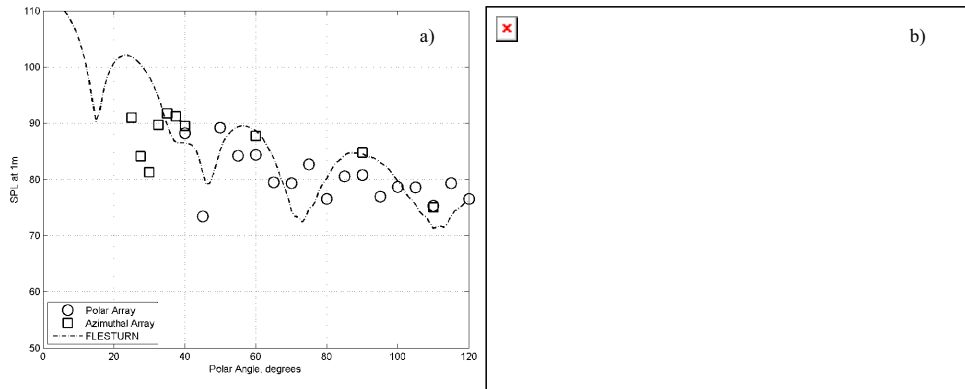 110
100
90
80
70
60
50
SPL at 1m
a)
Polar Array
Azimuthal Array
FLESTURN
0 20 40 60 80 100 120
Polar Angle, degrees
b)